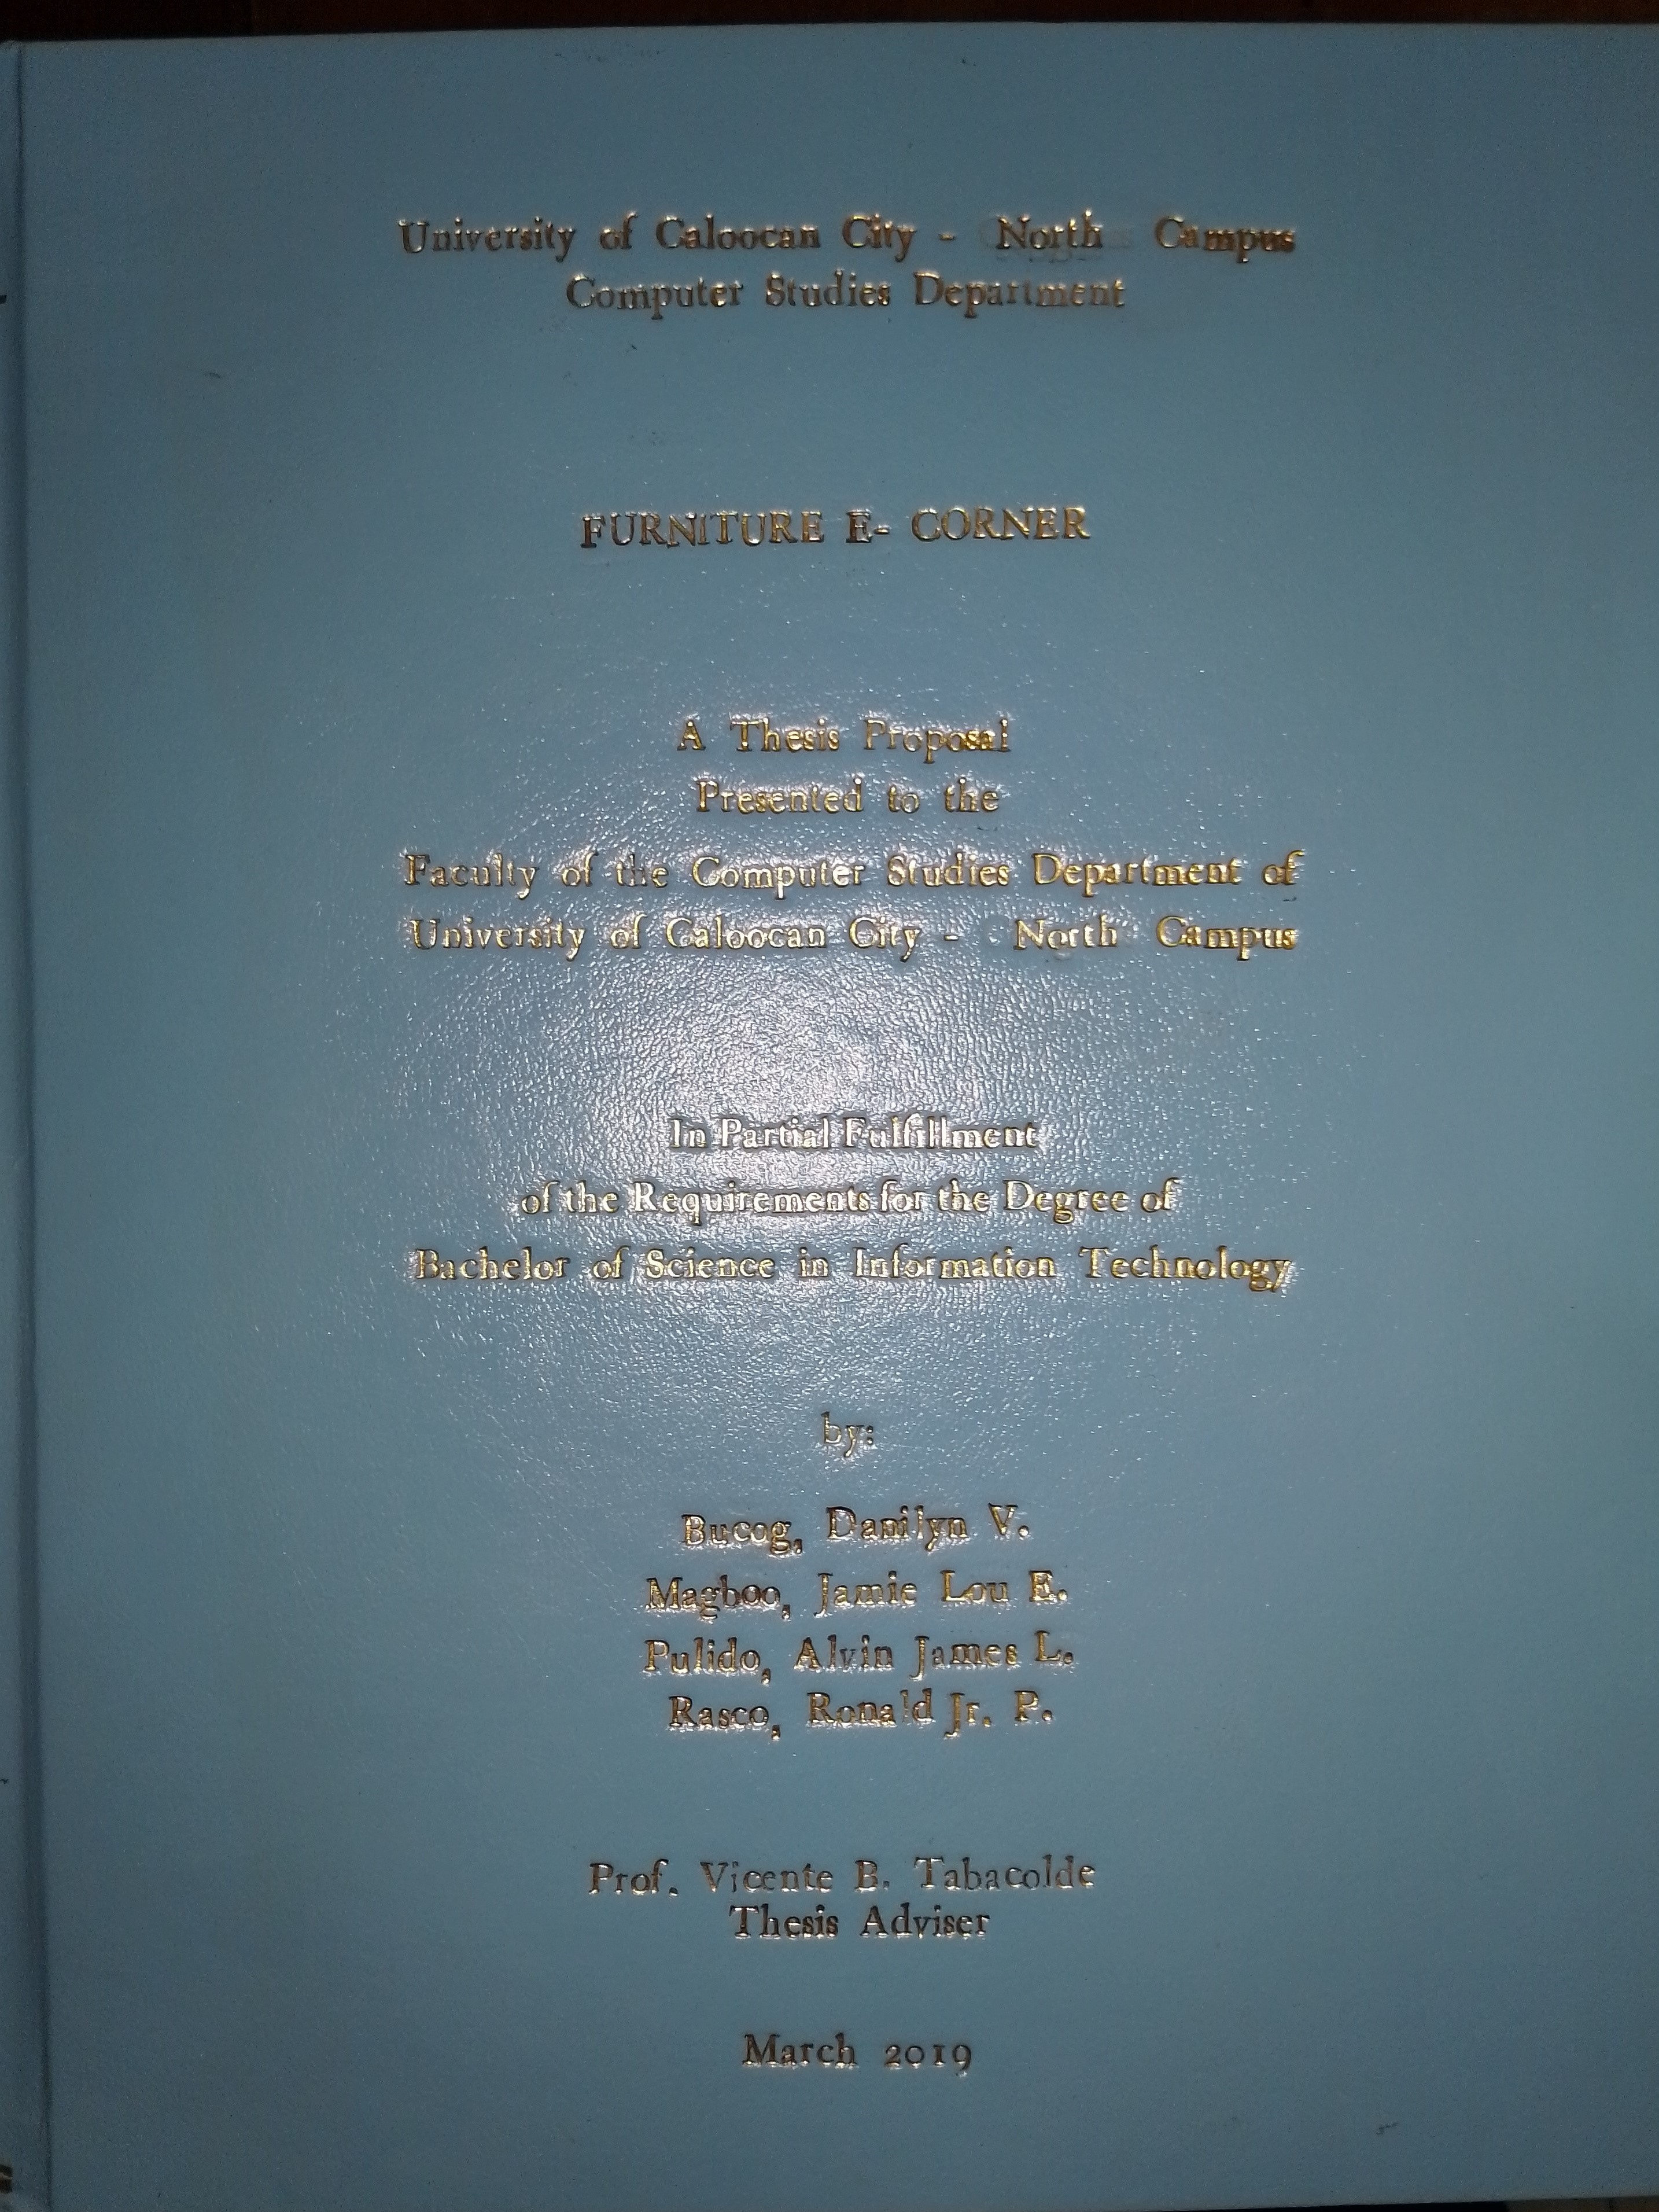 University of Caloocan City - North Campus
Computer Studies Department
FURNITURE E- CORNER
A Thesis Proposal
Presented to the
Faculty of the Computer Studies Department of
University of Caloocan City - North Campus
In Partial Fulfillment
of the Requirements for the Degree of
Bachelor of Science in Information Technology
by:
Bucog, Danilyn V.
Magboo, Jamie Lou E.
Pulido, Alvin James L.
Rasco, Ronald Jr. P.
Prof. Vicente B. Tabacolde
Thesis Adviser
March 2019